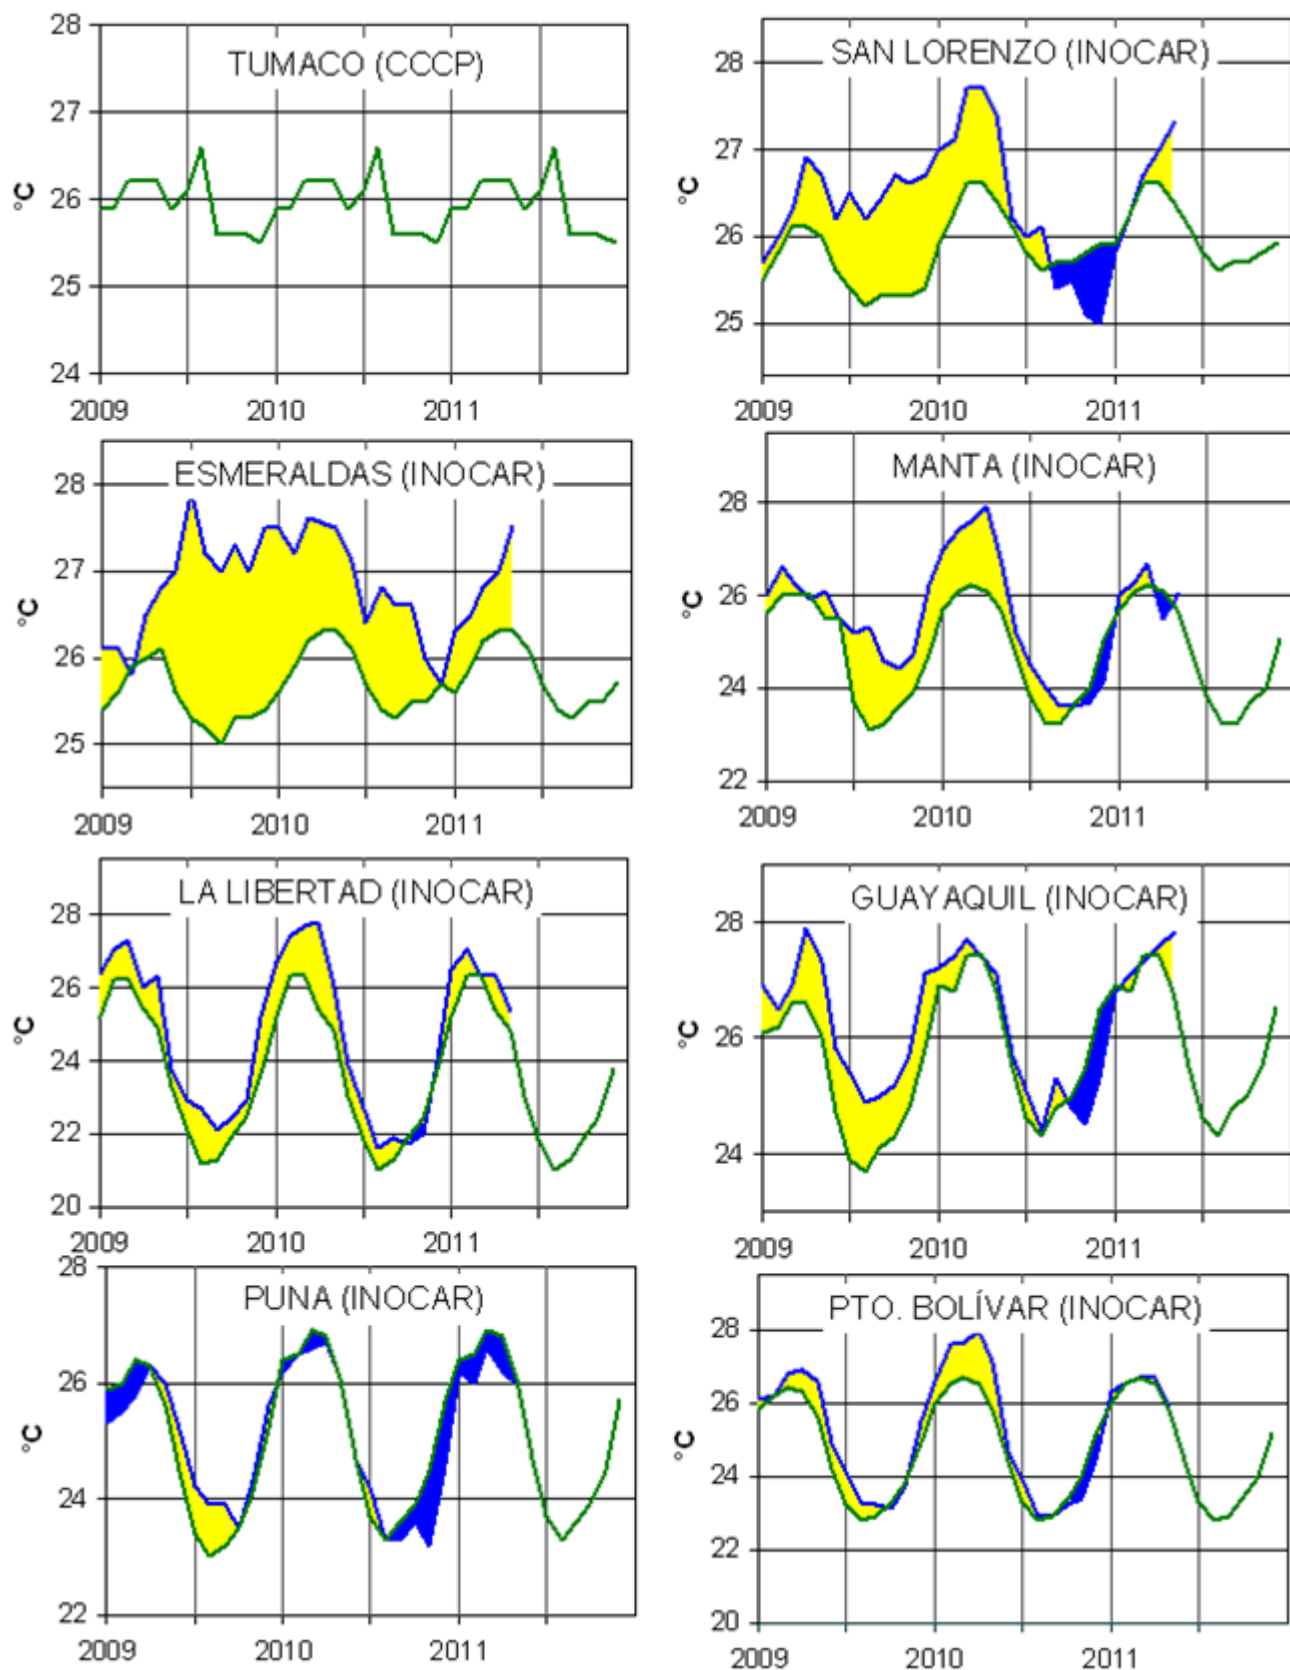 28
TUMACO (CCCP)
27
26
°C
25
24
2009 2010 2011
SAN LORENZO (INOCAR)
28
27
°C
26
25
2009 2010 2011
ESMERALDAS (INOCAR)
28
27
°C
26
25
2009 2010 2011
MANTA (INOCAR)
28
26
°C
24
22
2009 2010 2011
LA LIBERTAD (INOCAR)
28
26
°C
24
22
20
2009 2010 2011
GUAYAQUIL (INOCAR)
28
°C
26
24
2009 2010 2011
28
PUNA (INOCAR)
26
°C
24
22
2009 2010 2011
PTO. BOLÍVAR (INOCAR)
28
26
°C
24
22
20
2009 2010 2011